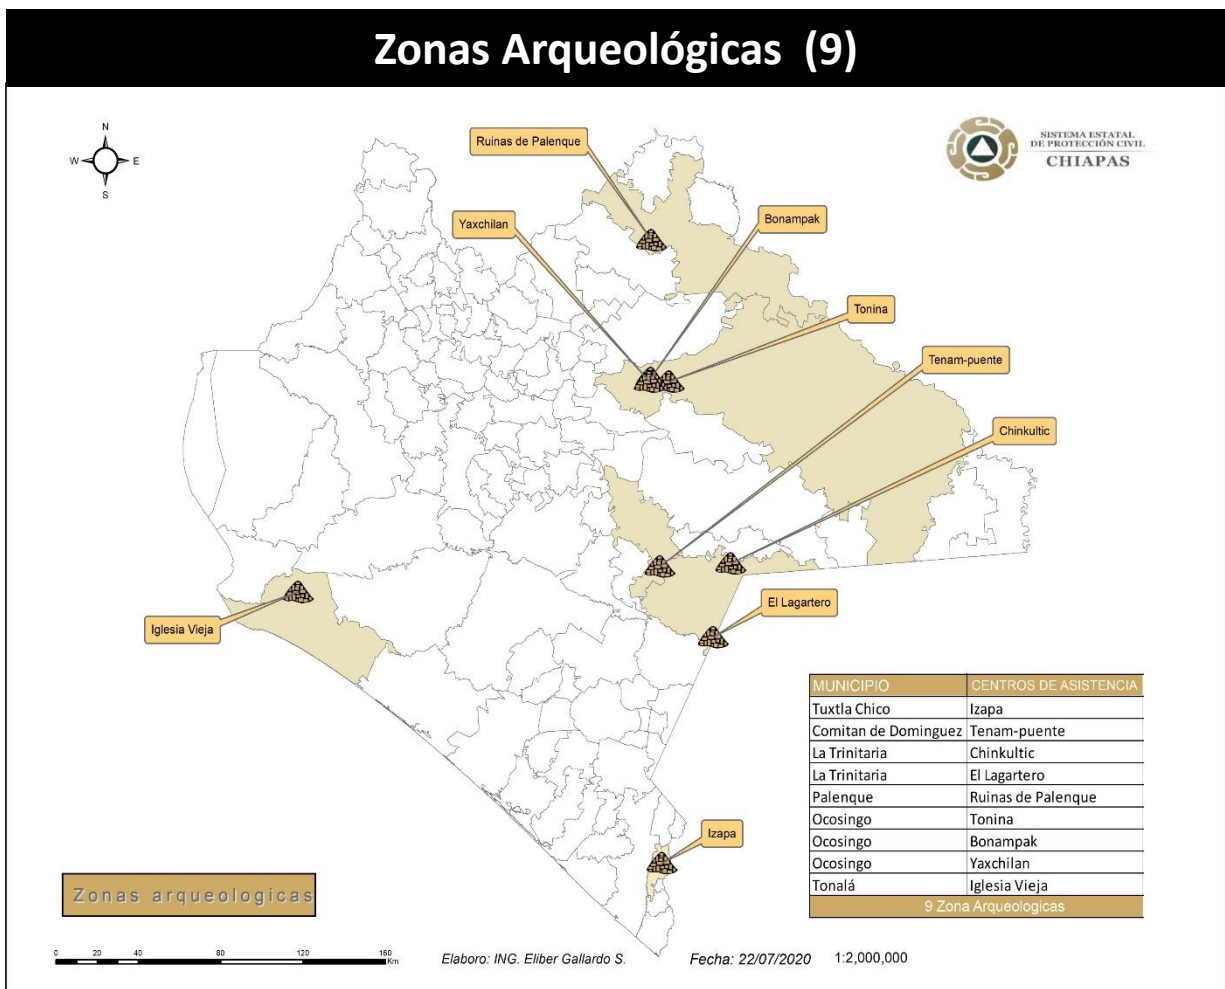 Zonas Arqueológicas (9)
N
W E
S
SISTEMA ESTATAL
DE PROTECCIÓN CIVIL
CHIAPAS
Ruinas de Palenque
Yaxchilan
Bonampak
Tonina
Tenam-puente
Chinkultic
El Lagartero
Iglesia Vieja
Izapa
MUNICIPIO CENTROS DE ASISTENCIA
Tuxtla Chico Izapa
Comitan de Dominguez Tenam-puente
La Trinitaria Chinkultic
La Trinitaria El Lagartero
Palenque Ruinas de Palenque
Ocosingo Tonina
Ocosingo Bonampak
Ocosingo Yaxchilan
Tonalá Iglesia Vieja
9 Zona Arqueologicas
Zonas arqueologicas
0 20 40 80 120 160
Km
Elaboro: ING. Eliber Gallardo S. Fecha: 22/07/2020 1:2,000,000